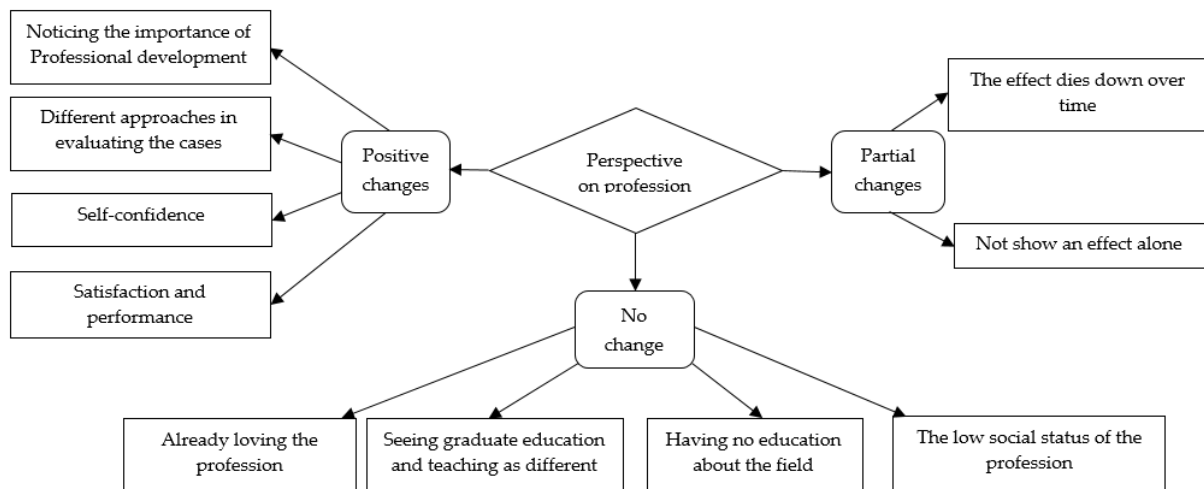 Noticing the importance of
Professional development
Different approaches in
evaluating the cases
Self-confidence
Satisfaction and
performance
Positive
changes
Perspective
on profession
Partial
changes
The effect dies down over
time
Not show an effect alone
No
change
Already loving the
profession
Seeing graduate education
and teaching as different
Having no education
about the field
The low social status of the
profession